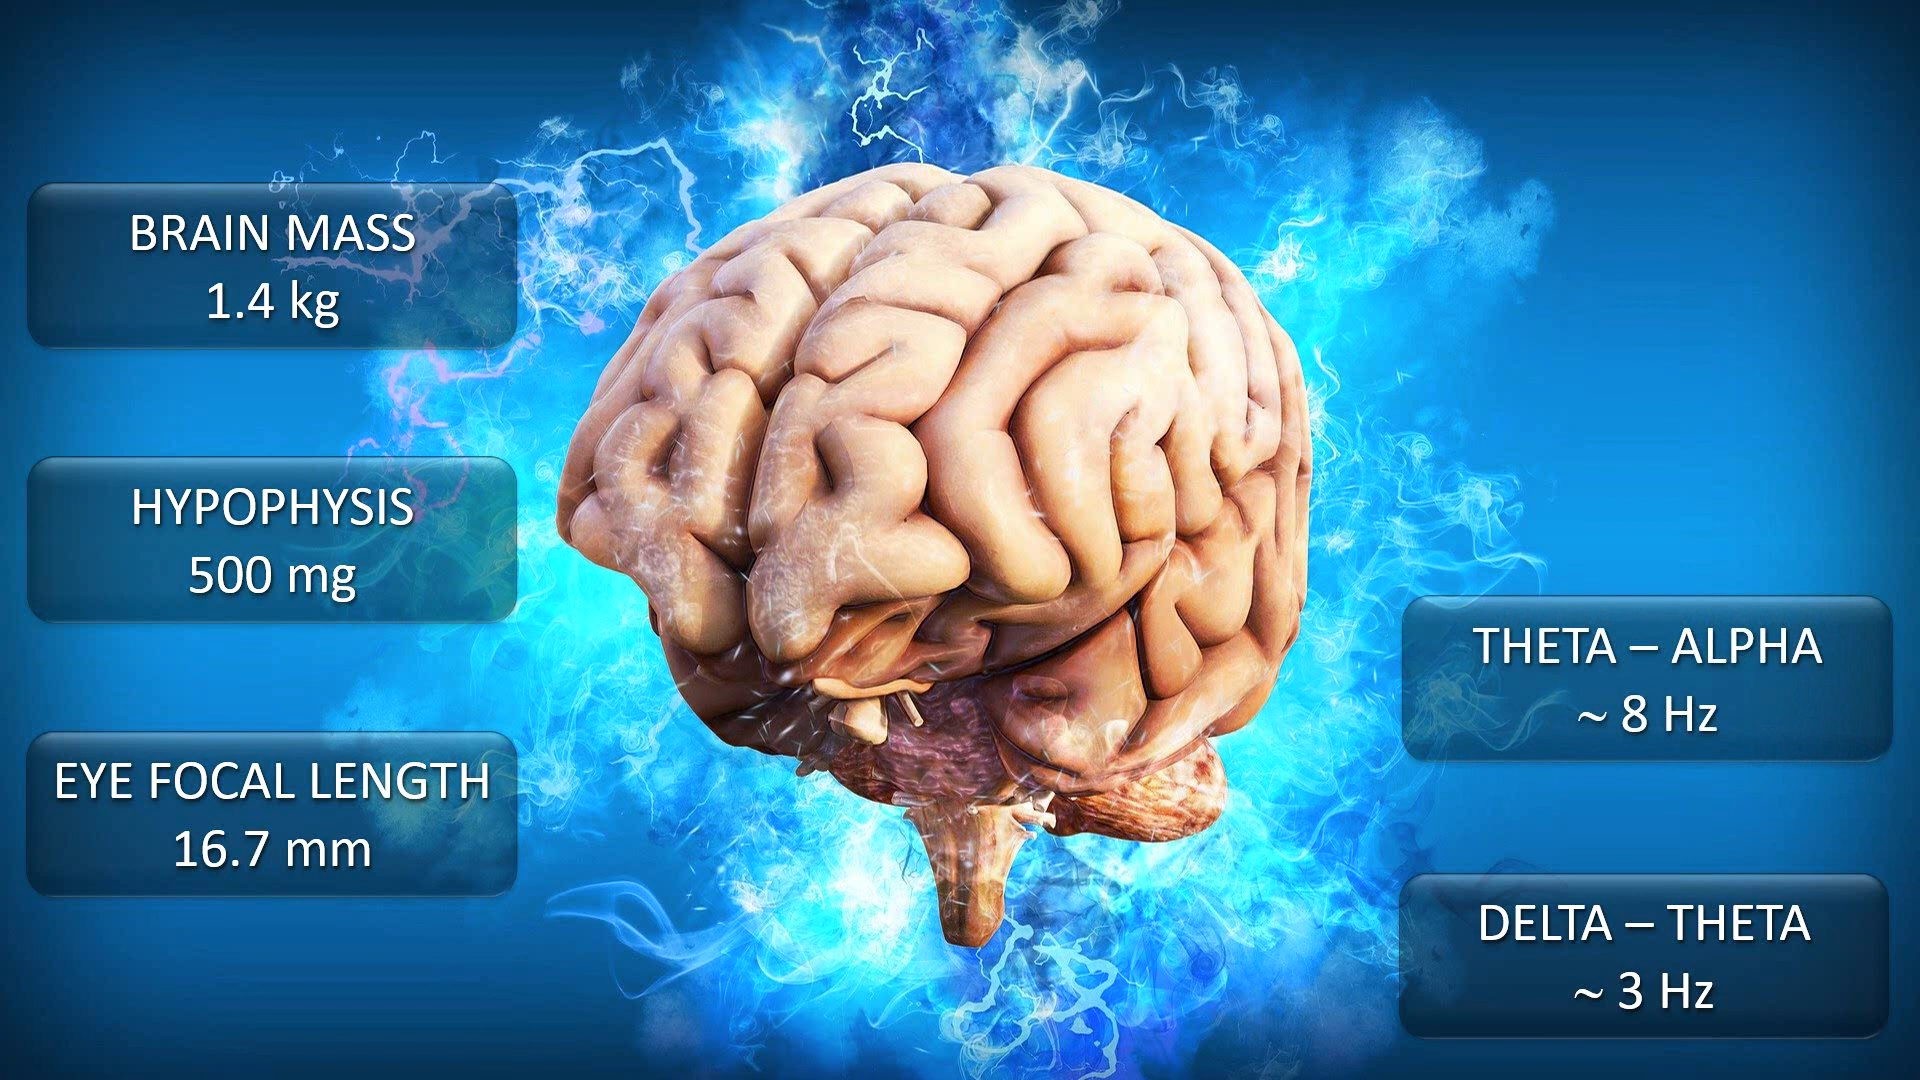 BRAIN MASS
1.4 kg
HYPOPHYSIS
500 mg
EYE FOCAL LENGTH
16.7 mm
THETA – ALPHA
~ 8 Hz
DELTA – THETA
~ 3 Hz